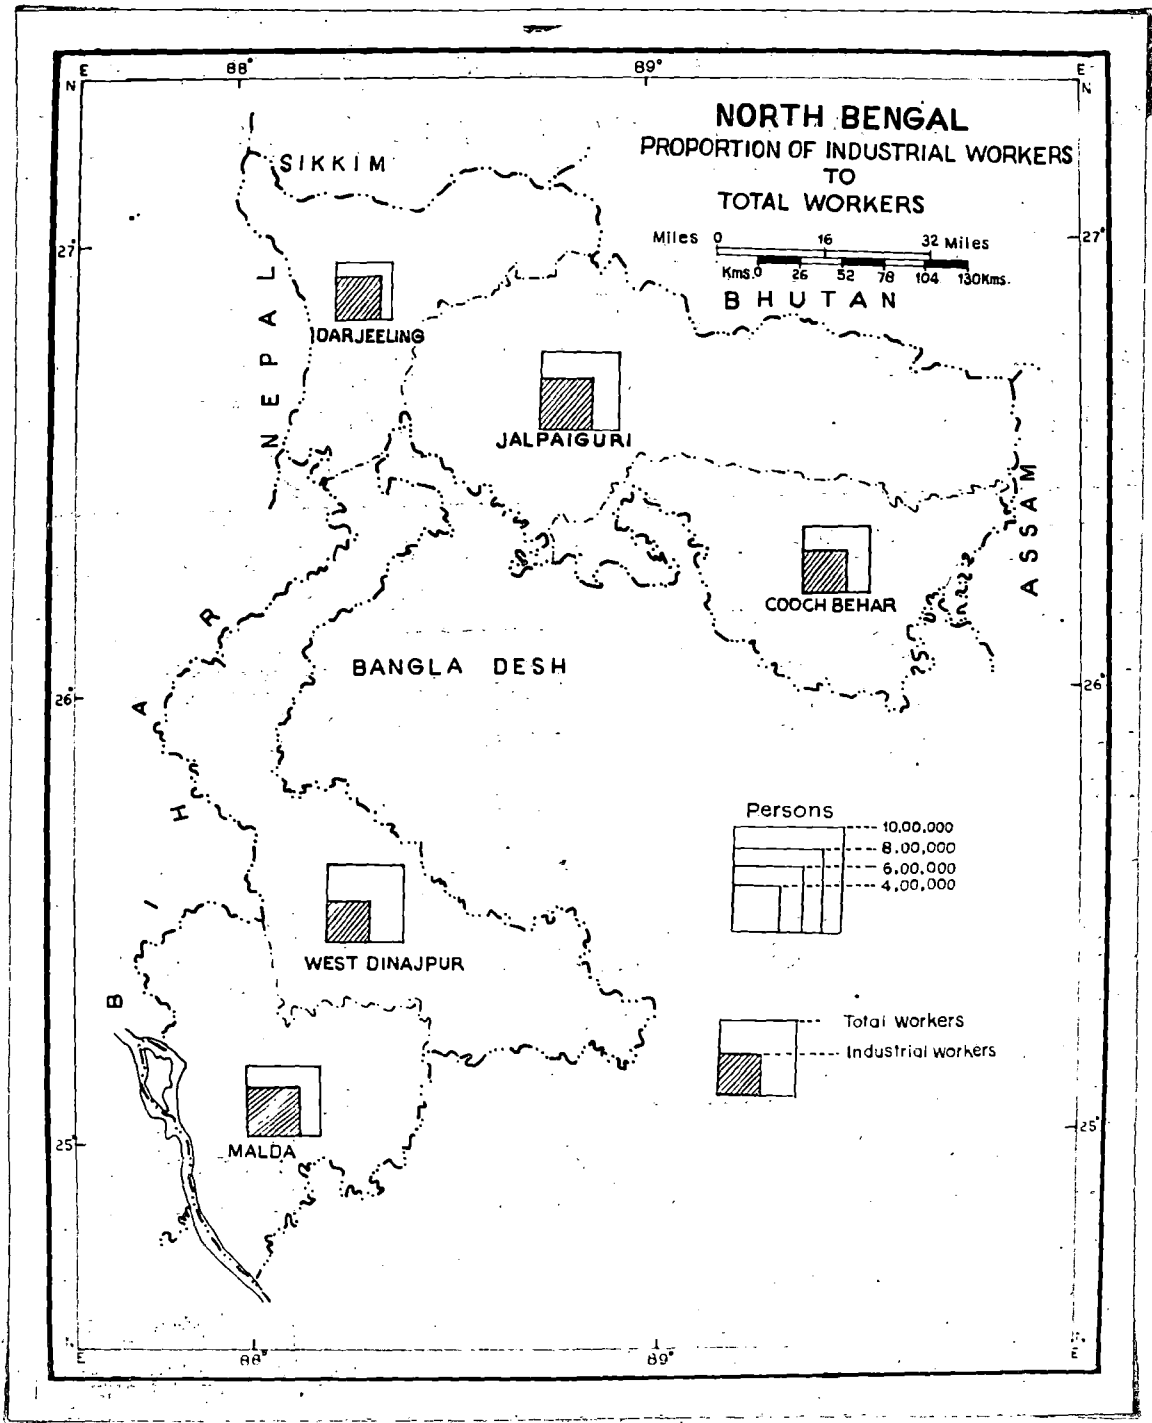 E
88°
89°
E
N
N
NORTH BENGAL
PROPORTION OF INDUSTRIAL WORKERS
TO
TOTAL WORKERS
Miles 0 16 32 Miles
Kms.0 26 52 78 104 130Kms.
SIKKIM
27°
27°
NEPAL
BHUTAN
DARJEELING
JALPAIGURI
ASSAM
COOCH BEHAR
BANGLA DESH
26°
26°
BIHAR
Persons
10,00,000
8,00,000
6,00,000
4,00,000
WEST DINAJPUR
Total workers
Industrial workers
MALDA
25°
25°
E
88°
89°
E